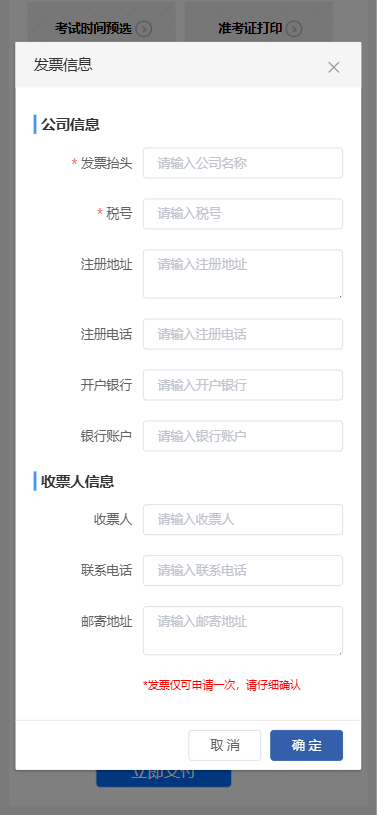 考试时间预选 准考证打印
发票信息
公司信息
* 发票抬头 请输入公司名称
* 税号 请输入税号
注册地址 请输入注册地址
注册电话 请输入注册电话
开户银行 请输入开户银行
银行账户 请输入银行账户
收票人信息
收票人 请输入收票人
联系电话 请输入联系电话
邮寄地址 请输入邮寄地址
*发票仅可申请一次，请仔细确认
取 消 确 定
立即支付